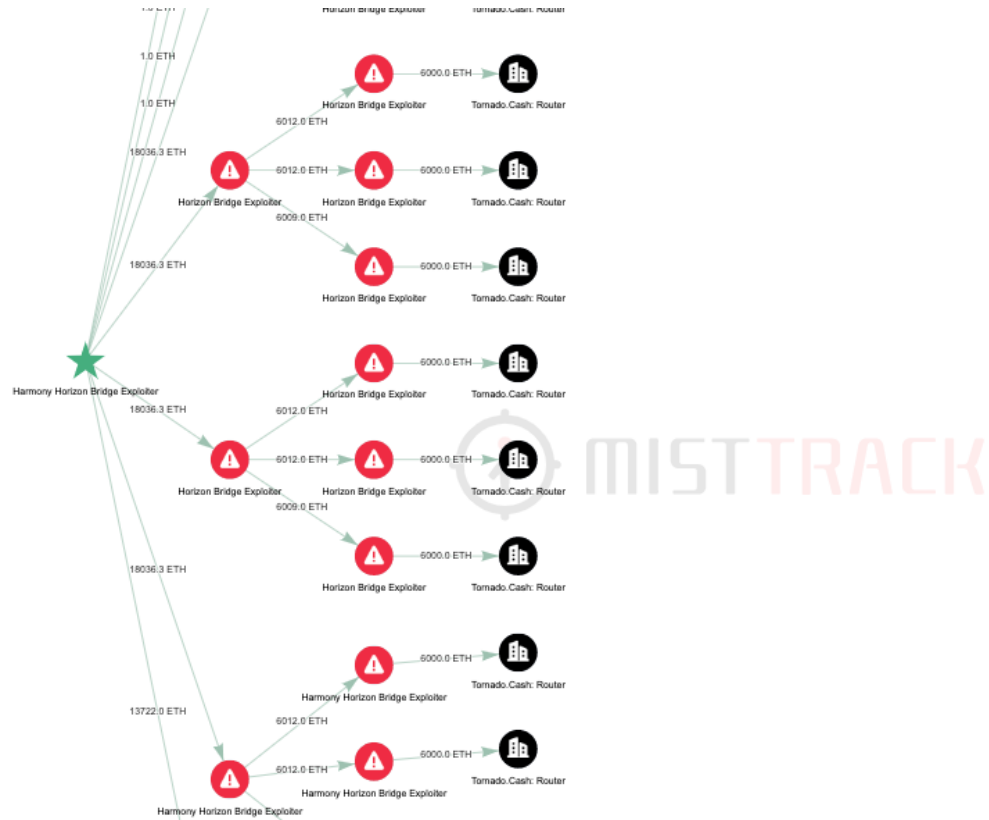 1.0 ETH
Horizon Bridge Exploiter
Tornado.Cash: Router
1.0 ETH
6000.0 ETH
1.0 ETH
Horizon Bridge Exploiter
Tornado.Cash: Router
6012.0 ETH
18036.3 ETH
6012.0 ETH
6000.0 ETH
Horizon Bridge Exploiter
Horizon Bridge Exploiter
Tornado.Cash: Router
6009.0 ETH
18036.3 ETH
6000.0 ETH
Horizon Bridge Exploiter
Tornado.Cash: Router
6000.0 ETH
Harmony Horizon Bridge Exploiter
Horizon Bridge Exploiter
Tornado.Cash: Router
18036.3 ETH
6012.0 ETH
6012.0 ETH
6000.0 ETH
MISTTRACK
Horizon Bridge Exploiter
Horizon Bridge Exploiter
Tornado.Cash: Router
6009.0 ETH
6000.0 ETH
18036.3 ETH
Horizon Bridge Exploiter
Tornado.Cash: Router
6000.0 ETH
Tornado.Cash: Router
Harmony Horizon Bridge Exploiter
13722.0 ETH
6012.0 ETH
6000.0 ETH
6012.0 ETH
Tornado.Cash: Router
Harmony Horizon Bridge Exploiter
Harmony Horizon Bridge Exploiter